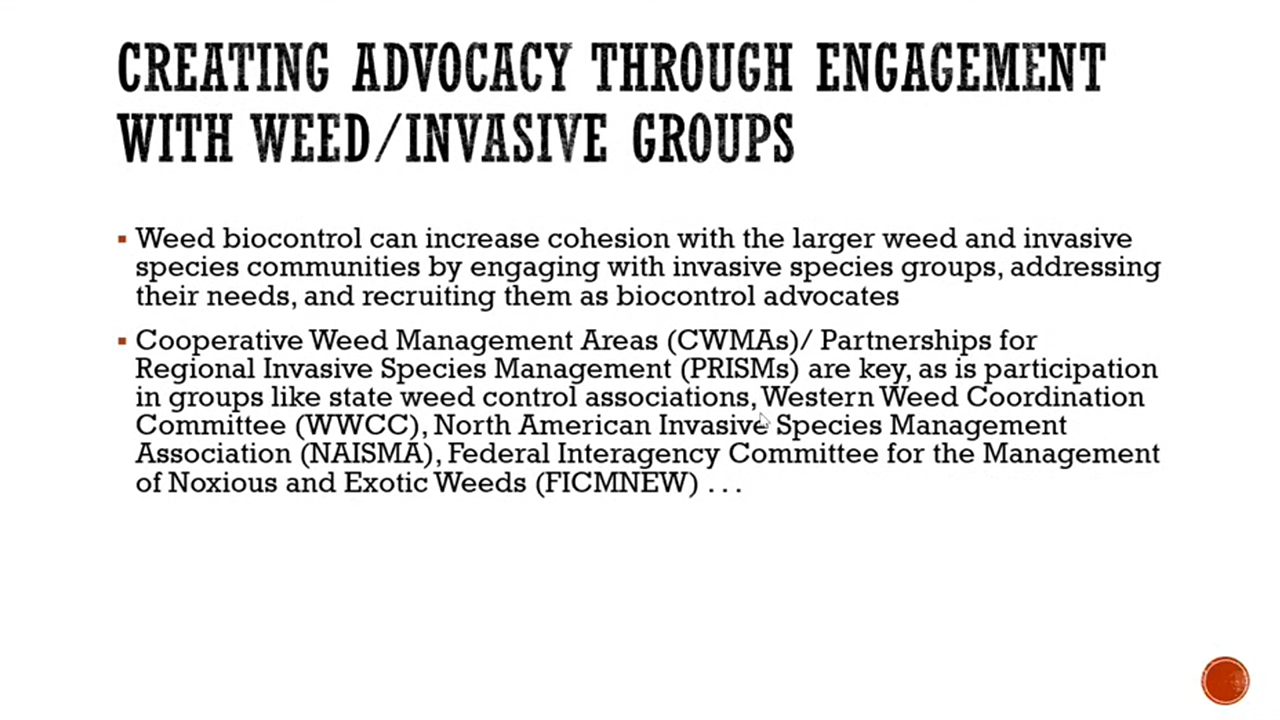 CREATING ADVOCACY THROUGH ENGAGEMENT
WITH WEED/INVASIVE GROUPS
▪ Weed biocontrol can increase cohesion with the larger weed and invasive
species communities by engaging with invasive species groups, addressing
their needs, and recruiting them as biocontrol advocates
▪ Cooperative Weed Management Areas (CWMAs)/ Partnerships for
Regional Invasive Species Management (PRISMs) are key, as is participation
in groups like state weed control associations, Western Weed Coordination
Committee (WWCC), North American Invasive Species Management
Association (NAISMA), Federal Interagency Committee for the Management
of Noxious and Exotic Weeds (FICMNEW) . . .